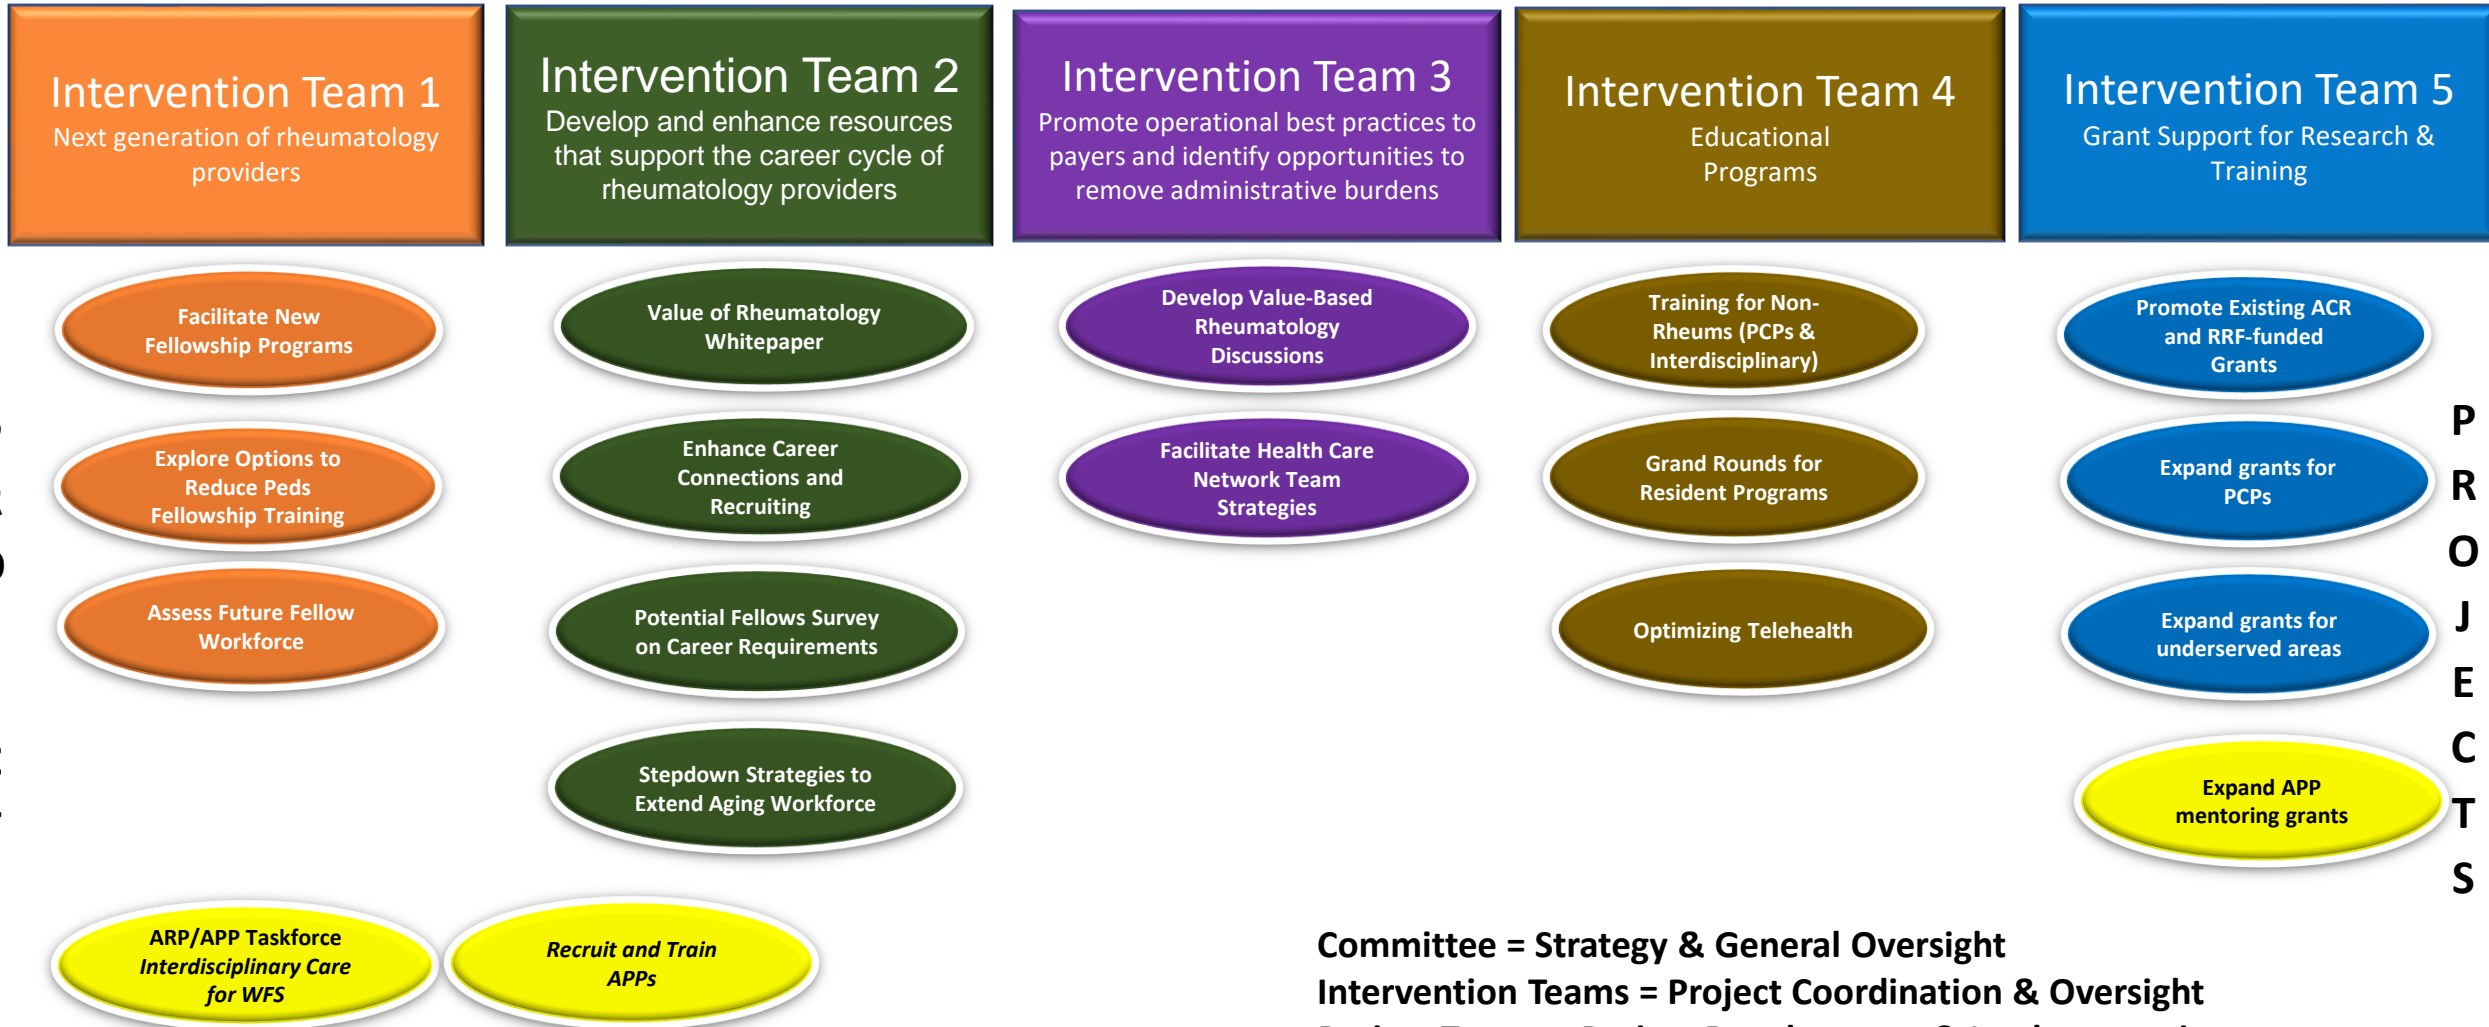 Intervention Team 1
Next generation of rheumatology
providers
Intervention Team 2
Develop and enhance resources
that support the career cycle of
rheumatology providers
Intervention Team 3
Promote operational best practices to
payers and identify opportunities to
remove administrative burdens
Intervention Team 4
Educational
Programs
Intervention Team 5
Grant Support for Research &
Training
Facilitate New
Fellowship Programs
Explore Options to
Reduce Peds
Fellowship Training
Assess Future Fellow
Workforce
Value of Rheumatology
Whitepaper
Enhance Career
Connections and
Recruiting
Potential Fellows Survey
on Career Requirements
Stepdown Strategies to
Extend Aging Workforce
Develop Value-Based
Rheumatology
Discussions
Facilitate Health Care
Network Team
Strategies
Training for Non-
Rheums (PCPs &
Interdisciplinary)
Grand Rounds for
Resident Programs
Optimizing Telehealth
Promote Existing ACR
and RRF-funded
Grants
Expand grants for
PCPs
Expand grants for
underserved areas
Expand APP
mentoring grants
P
R
O
J
E
C
T
S
ARP/APP Taskforce
Interdisciplinary Care
for WFS
Recruit and Train
APPs
Committee = Strategy & General Oversight
Intervention Teams = Project Coordination & Oversight